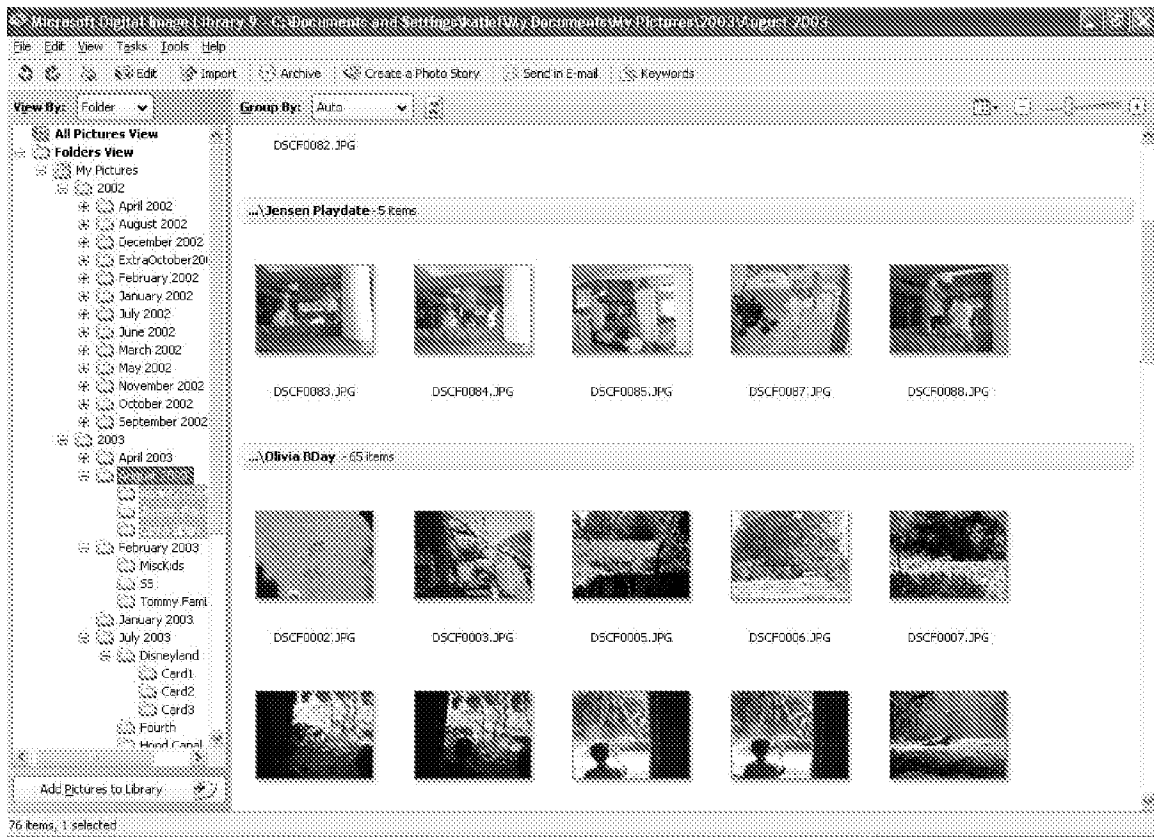 Microsoft Digital Image Library 9 - C:\Documents and Settings\katief\My Documents\My Pictures\2003\August 2003
File Edit View Tasks Tools Help
Edit Import Archive Create a Photo Story Send in E-mail Keywords
View By: Folder Group By: Auto
All Pictures View
Folders View
My Pictures
2002
April 2002
August 2002
December 2002
ExtraOctober20
February 2002
January 2002
July 2002
June 2002
March 2002
May 2002
November 2002
October 2002
September 2002
2003
April 2003
February 2003
MiscKids
SS
Tommy Fami
January 2003
July 2003
Disneyland
Card1
Card2
Card3
Fourth
Hood Canal
Add Pictures to Library
DSCF0082.JPG
...\Jensen Playdate - 5 items
DSCF0083.JPG DSCF0084.JPG DSCF0085.JPG DSCF0087.JPG DSCF0088.JPG
...\Olivia BDay - 65 items
DSCF0002.JPG DSCF0003.JPG DSCF0005.JPG DSCF0006.JPG DSCF0007.JPG
76 items, 1 selected